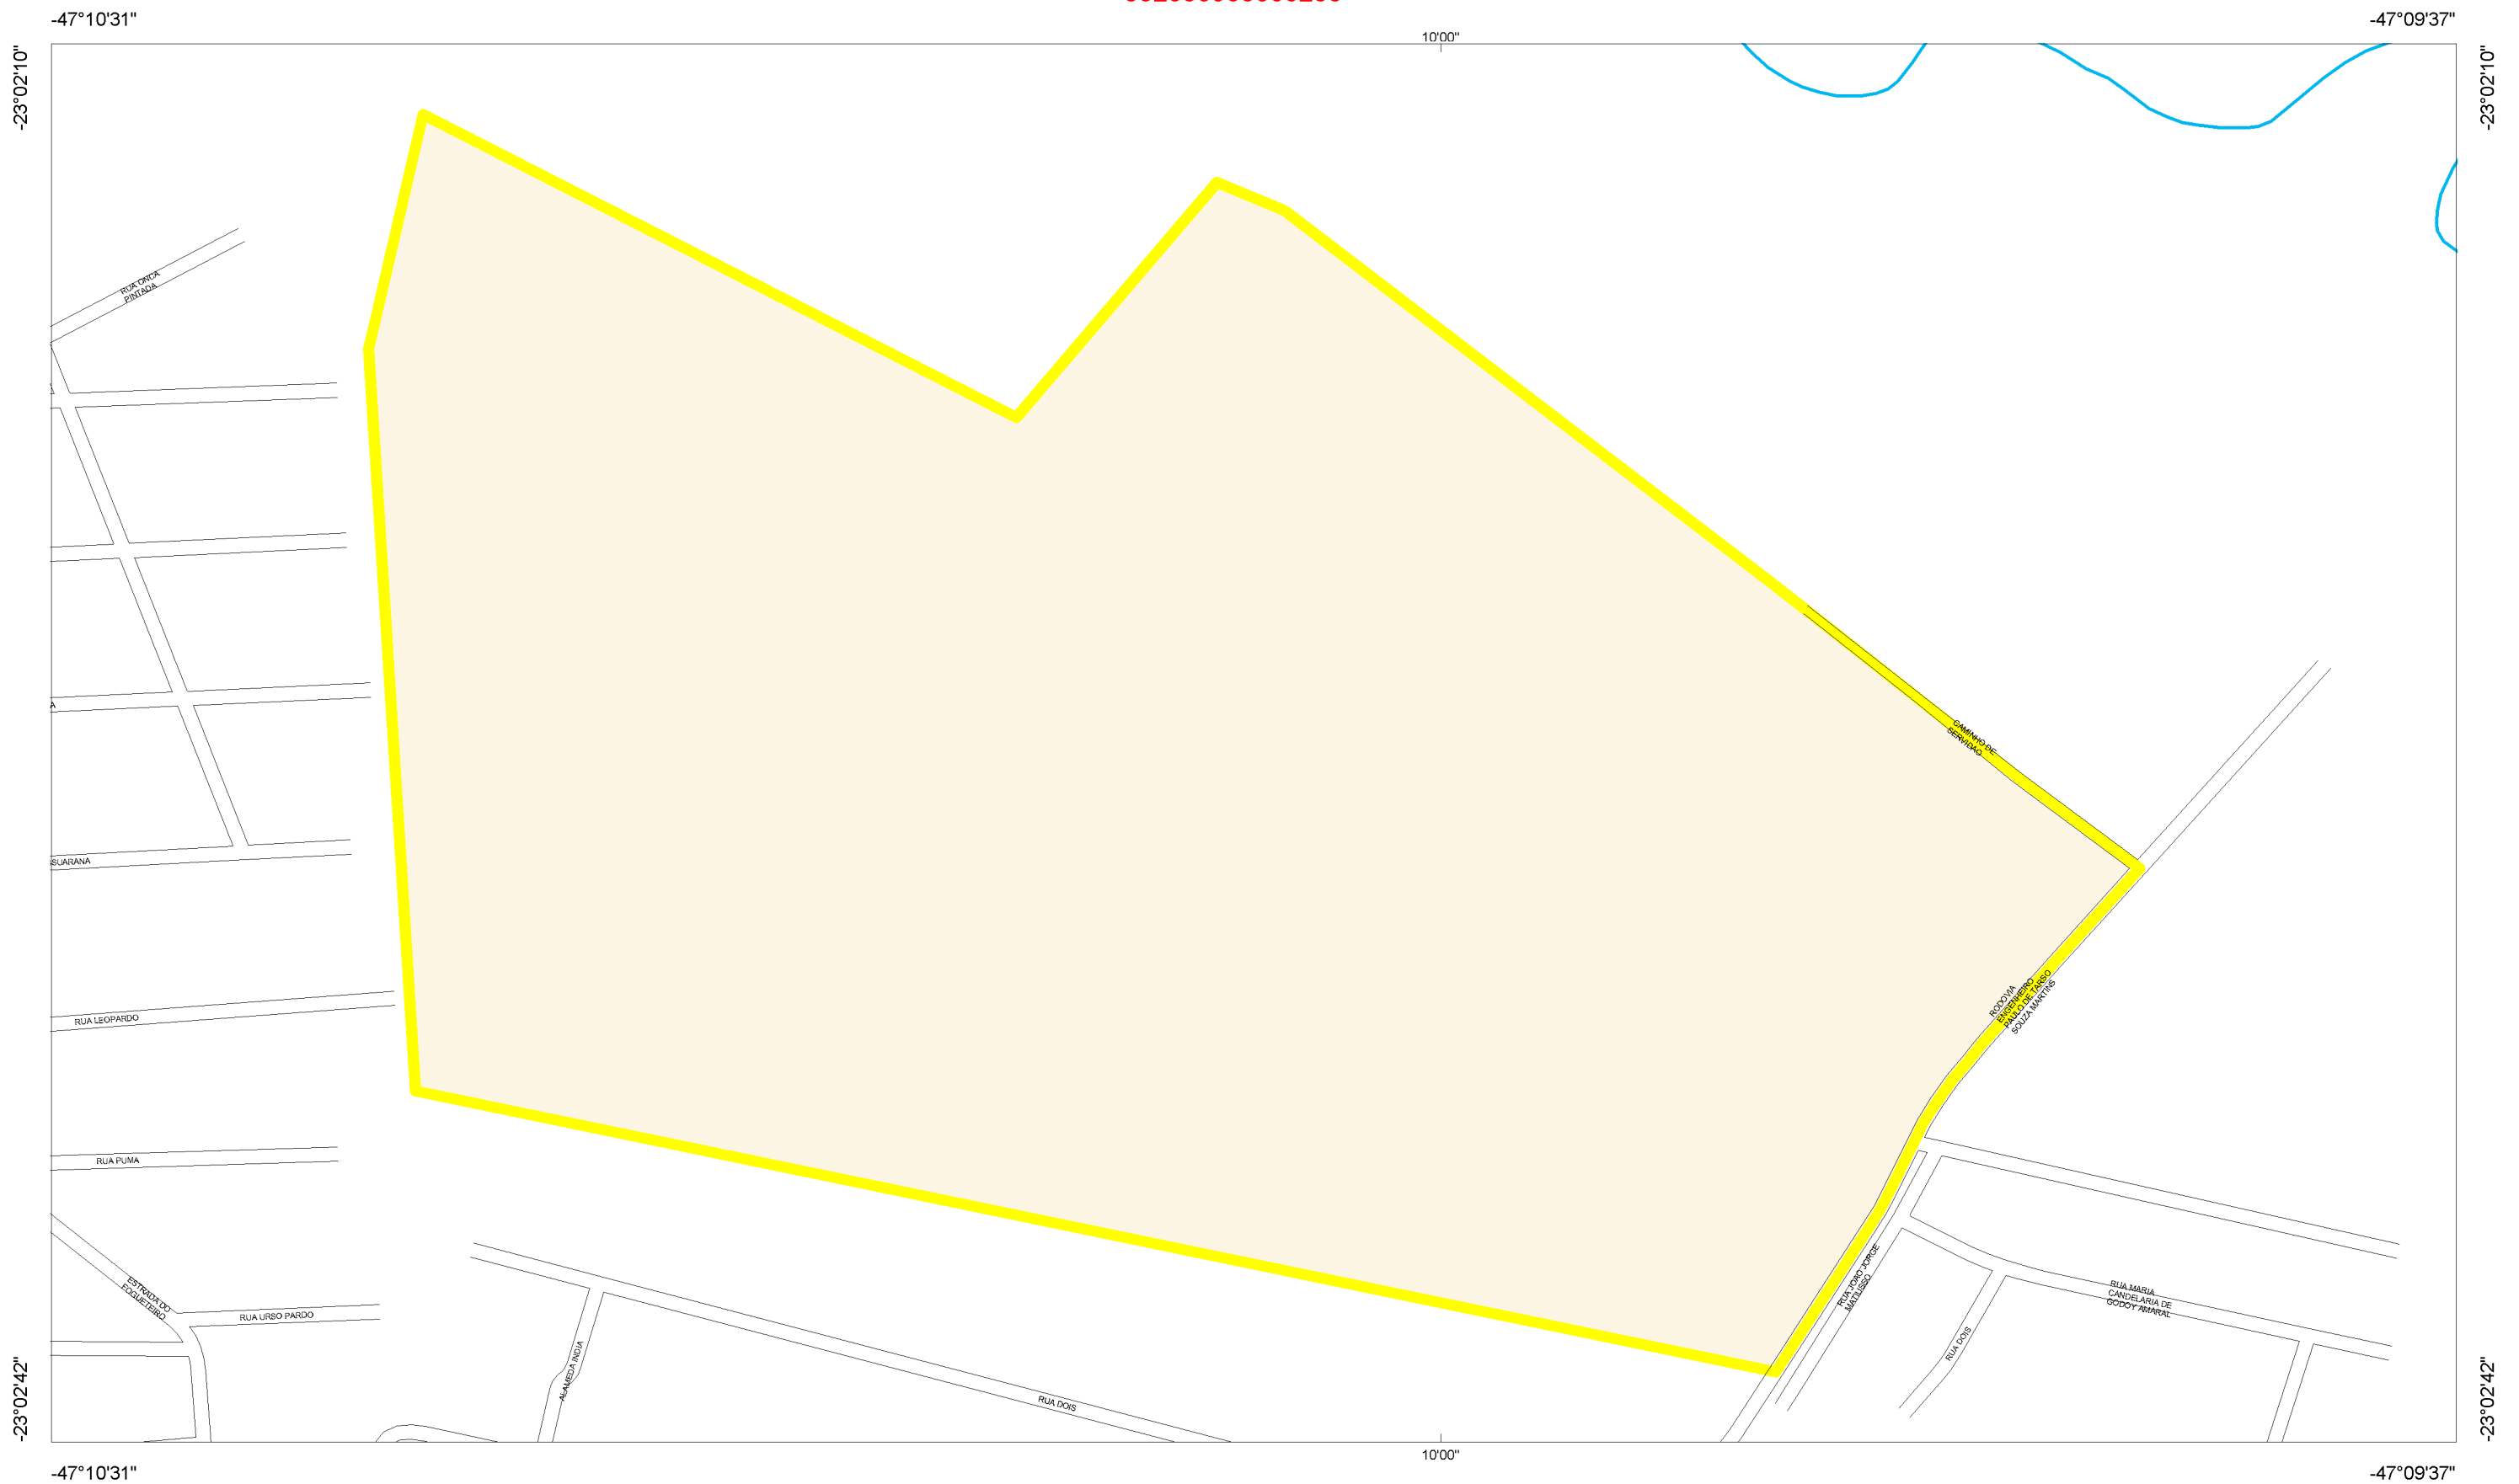 -47°10'31"
-47°09'37"
-23°02'10"
10'00"
-23°02'10"
RUA ONCA
PINTADA
CAMINHO DE
SERVIDAO
A
SUARANA
RODOVIA
ENGENHEIRO
PAULO DE TARSO
SOUZA MARTINS
RUA LEOPARDO
RUA PUMA
RUA JOAO JORGE
MATIUSSO
ESTRADA DO
FOGUETEIRO
RUA URSO PARDO
RUA MARIA
CANDELARIA DE
GODOY AMARAL
RUA DOIS
ALAMEDA INDIA
RUA DOIS
-23°02'42"
-23°02'42"
10'00"
-47°10'31"
-47°09'37"